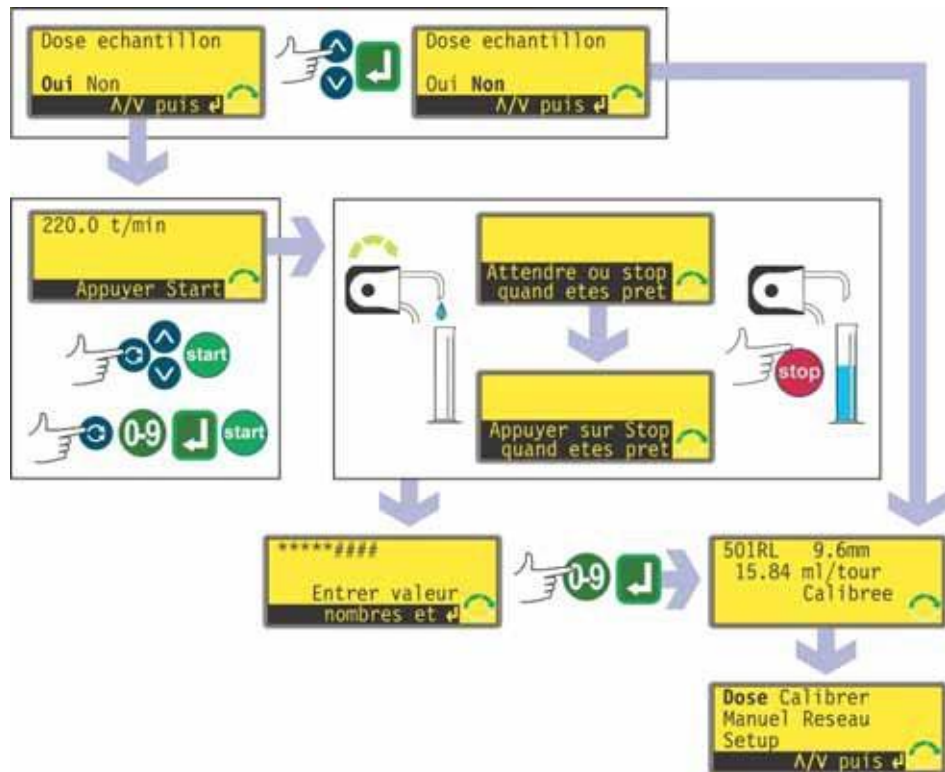 Dose echantillon
Oui Non
Λ/V puis ↲
Dose echantillon
Oui Non
Λ/V puis ↲
220.0 t/min
Appuyer Start
start
0-9
start
Attendre ou stop
quand etes pret
Appuyer sur Stop
quand etes pret
stop
*****####
Entrer valeur
nombres et ↲
0-9
501RL 9.6mm
15.84 ml/tour
Calibree
Dose Calibrer
Manuel Reseau
Setup
Λ/V puis ↲